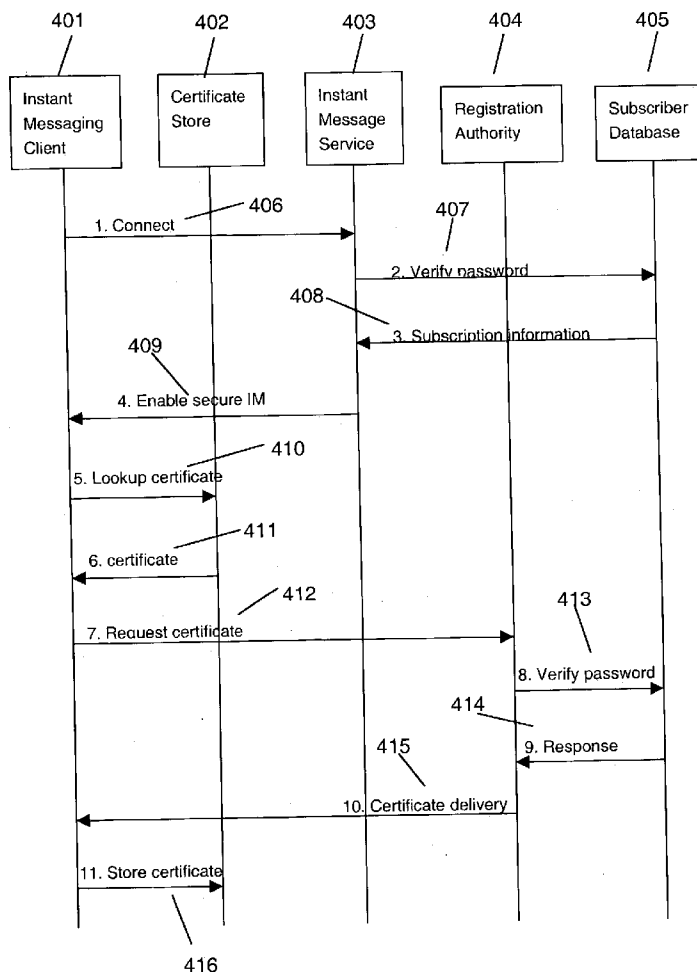 401
402
403
404
405
Instant
Messaging
Client
Certificate
Store
Instant
Message
Service
Registration
Authority
Subscriber
Database
406
1. Connect
407
2. Verify password
408
3. Subscription information
409
4. Enable secure IM
410
5. Lookup certificate
411
6. certificate
412
7. Request certificate
413
8. Verify password
414
9. Response
415
10. Certificate delivery
11. Store certificate
416